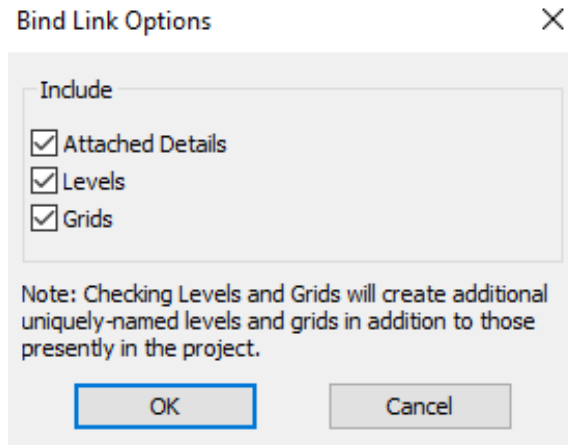 Bind Link Options
Include
Attached Details
Levels
Grids
Note: Checking Levels and Grids will create additional
uniquely-named levels and grids in addition to those
presently in the project.
OK
Cancel